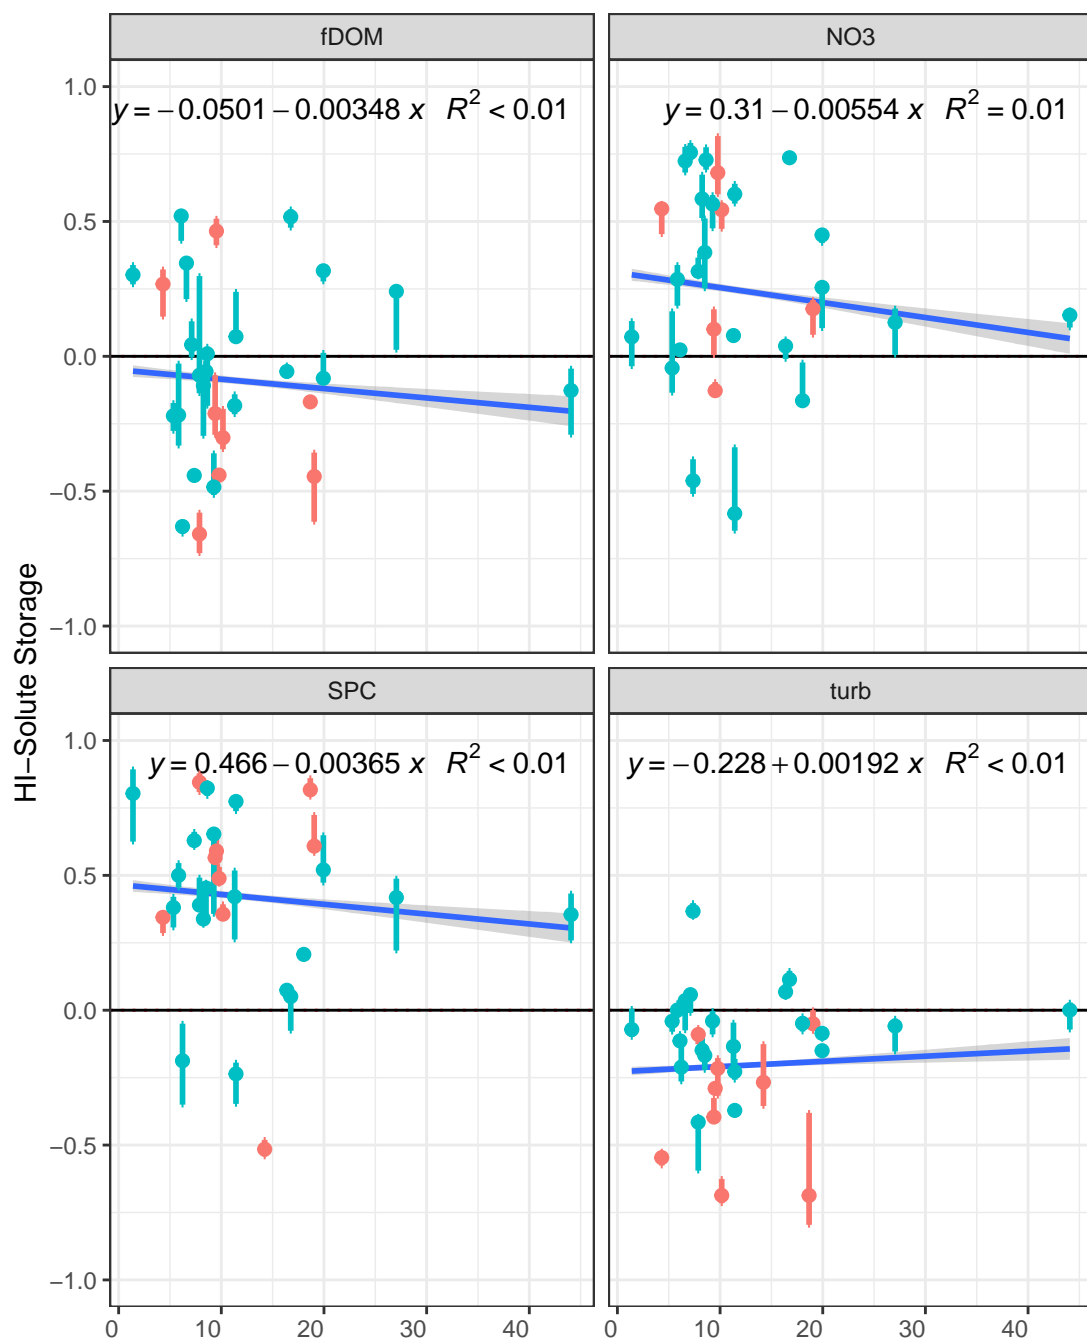 fDOM NO3
1.0
y = −0.0501 − 0.00348 x R² < 0.01 y = 0.31 − 0.00554 x R² = 0.01
0.5
0.0
−0.5
−1.0
HI−Solute Storage
SPC turb
1.0
y = 0.466 − 0.00365 x R² < 0.01 y = −0.228 + 0.00192 x R² < 0.01
0.5
0.0
−0.5
−1.0
0 10 20 30 40 0 10 20 30 40